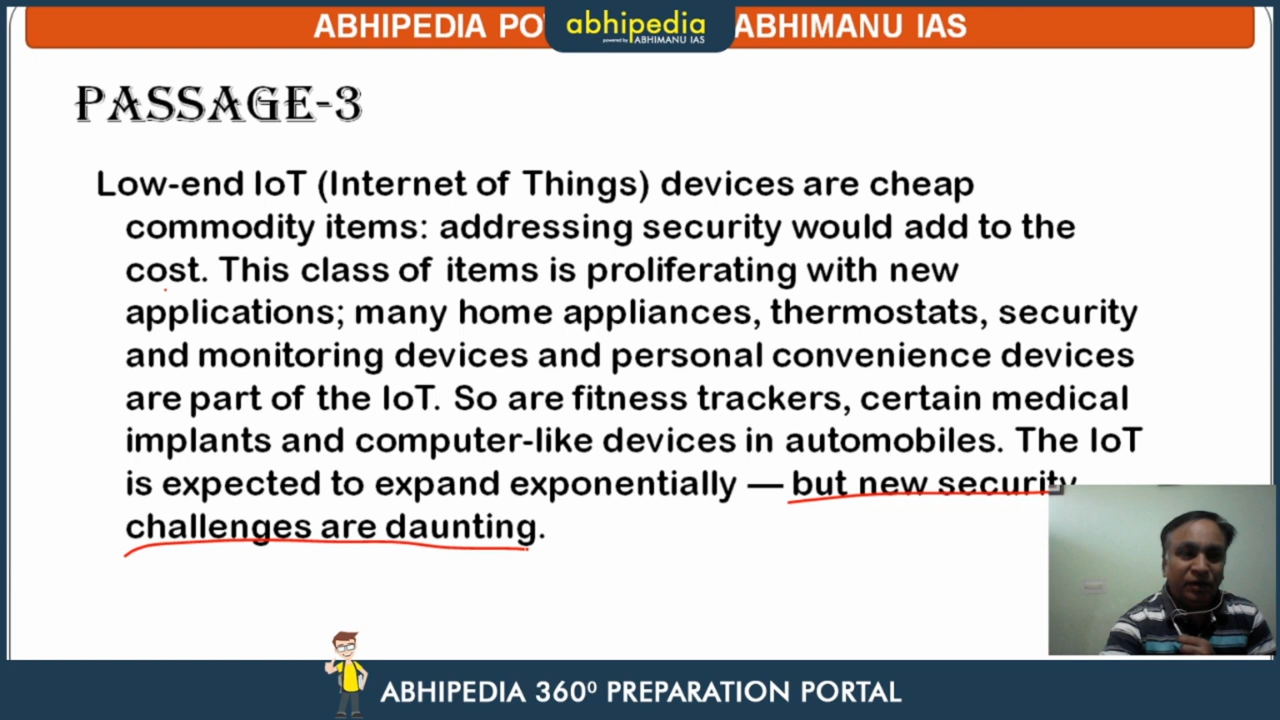 ABHIPEDIA PO
abhipedia
powered by ABHIMANU IAS
ABHIMANU IAS
PASSAGE-3
Low-end IoT (Internet of Things) devices are cheap
commodity items: addressing security would add to the
cost. This class of items is proliferating with new
applications; many home appliances, thermostats, security
and monitoring devices and personal convenience devices
are part of the IoT. So are fitness trackers, certain medical
implants and computer-like devices in automobiles. The IoT
is expected to expand exponentially — but new security
challenges are daunting.
ABHIPEDIA 360⁰ PREPARATION PORTAL